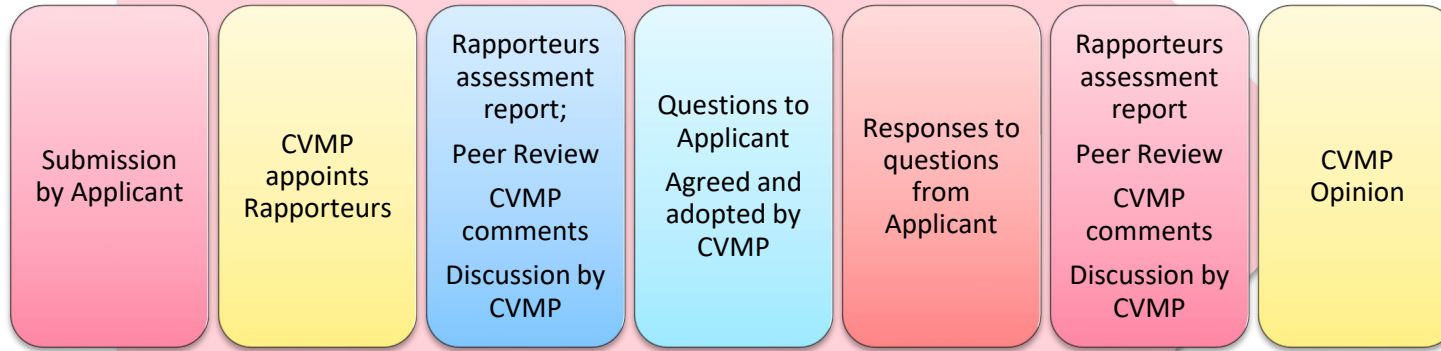 Submission
by Applicant
CVMP
appoints
Rapporteurs
Rapporteurs
assessment
report;
Peer Review
CVMP
comments
Discussion by
CVMP
Questions to
Applicant
Agreed and
adopted by
CVMP
Responses to
questions
from
Applicant
Rapporteurs
assessment
report
Peer Review
CVMP
comments
Discussion by
CVMP
CVMP
Opinion